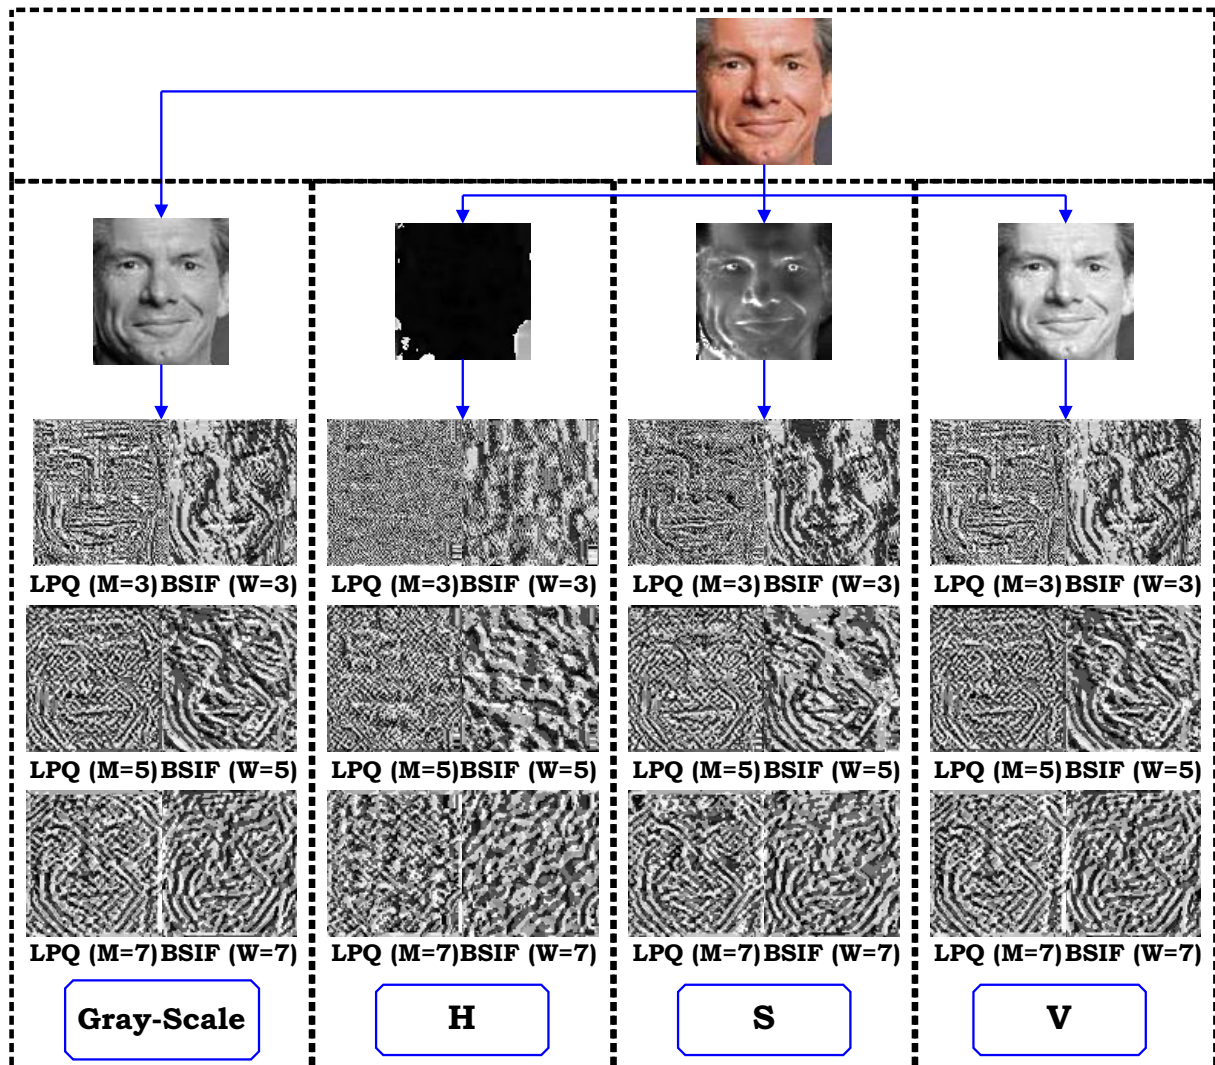 LPQ (M=3) BSIF (W=3) LPQ (M=3) BSIF (W=3) LPQ (M=3) BSIF (W=3) LPQ (M=3) BSIF (W=3)
LPQ (M=5) BSIF (W=5) LPQ (M=5) BSIF (W=5) LPQ (M=5) BSIF (W=5) LPQ (M=5) BSIF (W=5)
LPQ (M=7) BSIF (W=7) LPQ (M=7) BSIF (W=7) LPQ (M=7) BSIF (W=7) LPQ (M=7) BSIF (W=7)
Gray-Scale H S V